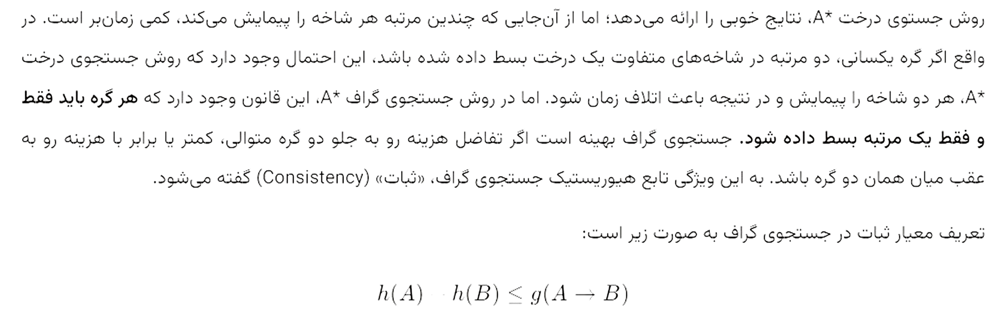 روش جستوی درخت A*، نتایج خوبی را ارائه می‌دهد؛ اما از آن‌جایی که چندین مرتبه هر شاخه را پیمایش می‌کند، کمی زمان‌بر است. در
واقع اگر گره یکسانی، دو مرتبه در شاخه‌های متفاوت یک درخت بسط داده شده باشد، این احتمال وجود دارد که روش جستجوی درخت
A*، هر دو شاخه را پیمایش و در نتیجه باعث اتلاف زمان شود. اما در روش جستجوی گراف A*، این قانون وجود دارد که هر گره باید فقط
و فقط یک مرتبه بسط داده شود. جستجوی گراف بهینه است اگر تفاضل هزینه رو به جلو دو گره متوالی، کمتر یا برابر با هزینه رو به
عقب میان همان دو گره باشد. به این ویژگی تابع هیوریستیک جستجوی گراف، «ثبات» (Consistency) گفته می‌شود.
تعریف معیار ثبات در جستجوی گراف به صورت زیر است:
h(A) - h(B) ≤ g(A → B)